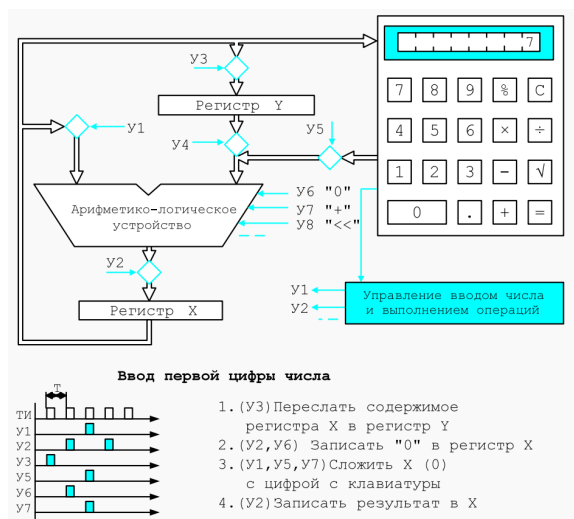 7
У3
Регистр Y
У1
У4
У5
7 8 9 % C
4 5 6 × ÷
1 2 3 − √
0 . + =
Арифметико-логическое
устройство
У6 "0"
У7 "+"
У8 "<<"
У2
Регистр X
У1
У2
Управление вводом числа
и выполнением операций
Ввод первой цифры числа
T
ТИ
У1
У2
У3
У5
У6
У7
1. (У3)Переслать содержимое
регистра X в регистр Y
2. (У2,У6) Записать "0" в регистр X
3. (У1,У5,У7)Сложить X (0)
с цифрой с клавиатуры
4. (У2)Записать результат в X